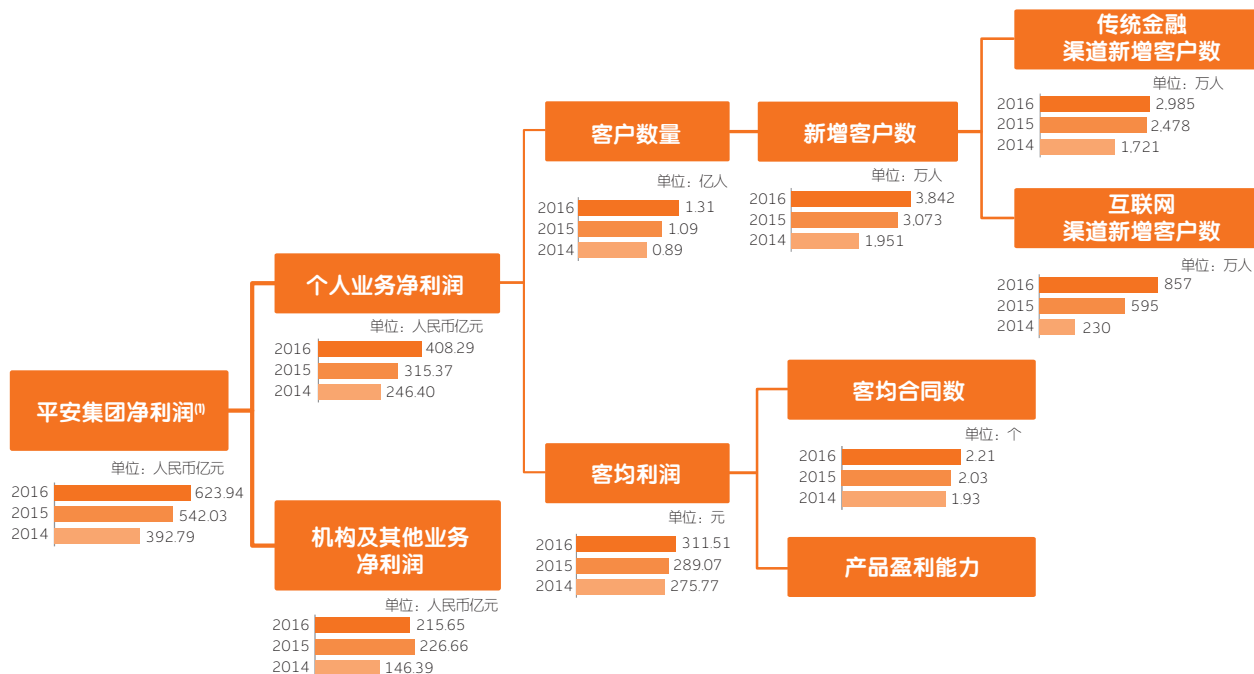 平安集团净利润(1)
单位：人民币亿元
2016 623.94
2015 542.03
2014 392.79
个人业务净利润
单位：人民币亿元
2016 408.29
2015 315.37
2014 246.40
机构及其他业务
净利润
单位：人民币亿元
2016 215.65
2015 226.66
2014 146.39
客户数量
单位：亿人
2016 1.31
2015 1.09
2014 0.89
新增客户数
单位：万人
2016 3,842
2015 3,073
2014 1,951
传统金融
渠道新增客户数
单位：万人
2016 2,985
2015 2,478
2014 1,721
互联网
渠道新增客户数
单位：万人
2016 857
2015 595
2014 230
客均利润
单位：元
2016 311.51
2015 289.07
2014 275.77
客均合同数
单位：个
2016 2.21
2015 2.03
2014 1.93
产品盈利能力